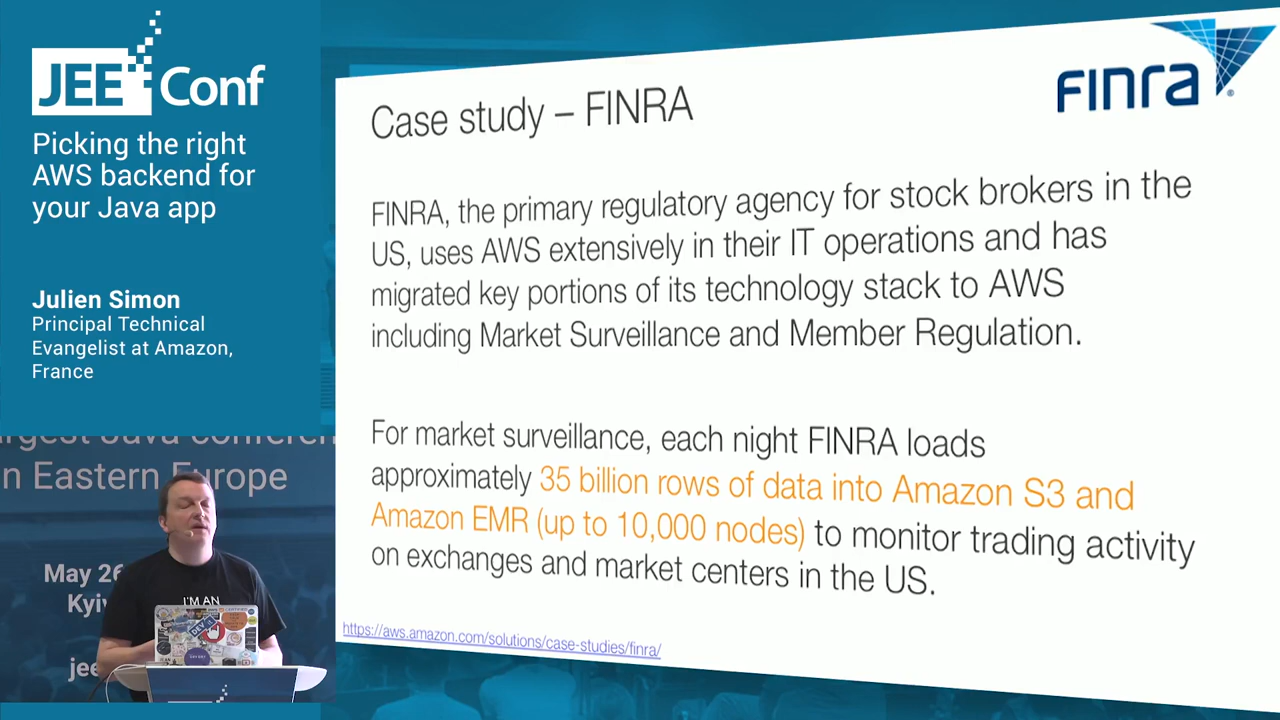 JEE Conf
Picking the right
AWS backend for
your Java app
Julien Simon
Principal Technical
Evangelist at Amazon,
France
Case study – FINRA
Finra
FINRA, the primary regulatory agency for stock brokers in the
US, uses AWS extensively in their IT operations and has
migrated key portions of its technology stack to AWS
including Market Surveillance and Member Regulation.
For market surveillance, each night FINRA loads
approximately 35 billion rows of data into Amazon S3 and
Amazon EMR (up to 10,000 nodes) to monitor trading activity
on exchanges and market centers in the US.
https://aws.amazon.com/solutions/case-studies/finra/
n Eastern Europe
May 26
Kyiv
jee
I'M AN